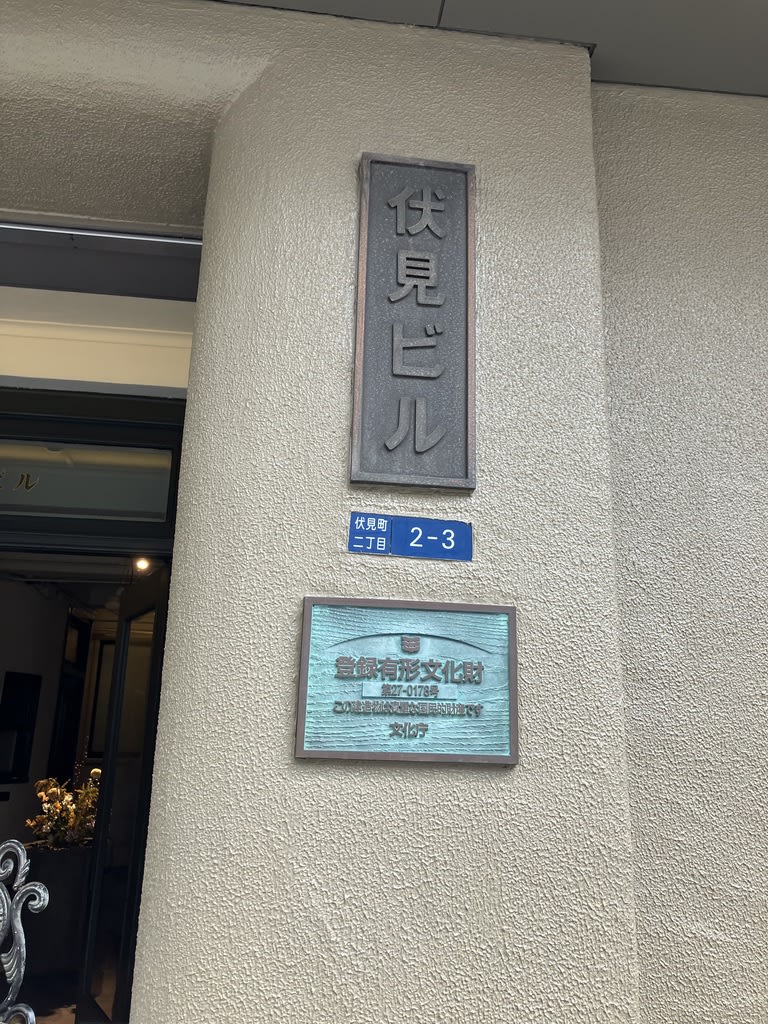 伏見ビル
伏見町
二丁目
2-3
登録有形文化財
第27-0178号
この建造物は貴重な国民的財産です
文化庁
ル